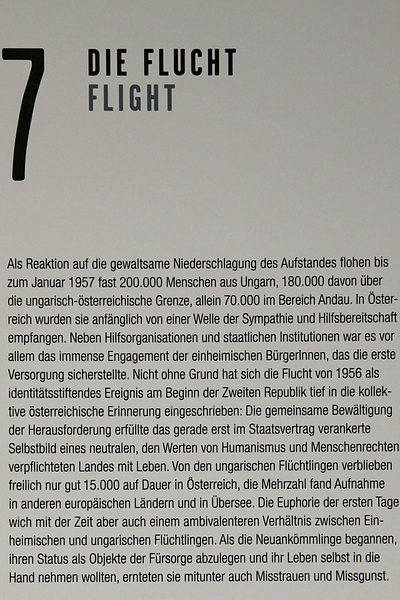 7
DIE FLUCHT
FLIGHT
Als Reaktion auf die gewaltsame Niederschlagung des Aufstandes flohen bis
zum Januar 1957 fast 200.000 Menschen aus Ungarn, 180.000 davon über
die ungarisch-österreichische Grenze, allein 70.000 im Bereich Andau. In Öster-
reich wurden sie anfänglich von einer Welle der Sympathie und Hilfsbereitschaft
empfangen. Neben Hilfsorganisationen und staatlichen Institutionen war es vor
allem das immense Engagement der einheimischen BürgerInnen, das die erste
Versorgung sicherstellte. Nicht ohne Grund hat sich die Flucht von 1956 als
identitätsstiftendes Ereignis am Beginn der Zweiten Republik tief in die kollek-
tive österreichische Erinnerung eingeschrieben: Die gemeinsame Bewältigung
der Herausforderung erfüllte das gerade erst im Staatsvertrag verankerte
Selbstbild eines neutralen, den Werten von Humanismus und Menschenrechten
verpflichteten Landes mit Leben. Von den ungarischen Flüchtlingen verblieben
freilich nur gut 15.000 auf Dauer in Österreich, die Mehrzahl fand Aufnahme
in anderen europäischen Ländern und in Übersee. Die Euphorie der ersten Tage
wich mit der Zeit aber auch einem ambivalenteren Verhältnis zwischen Ein-
heimischen und ungarischen Flüchtlingen. Als die Neuankömmlinge begannen,
ihren Status als Objekte der Fürsorge abzulegen und ihr Leben selbst in die
Hand nehmen wollten, ernteten sie mitunter auch Misstrauen und Missgunst.